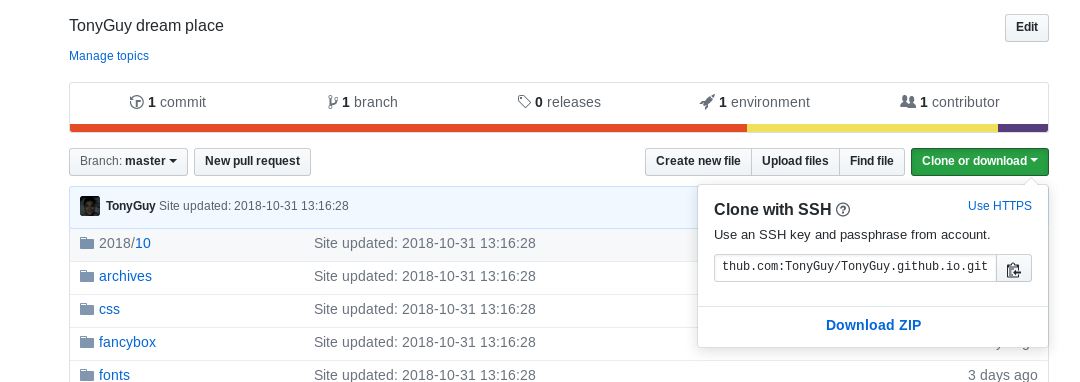 TonyGuy dream place
Edit
Manage topics
1 commit
1 branch
0 releases
1 environment
1 contributor
Branch: master
New pull request
Create new file
Upload files
Find file
Clone or download
TonyGuy Site updated: 2018-10-31 13:16:28
Clone with SSH
Use HTTPS
Use an SSH key and passphrase from account.
thub.com:TonyGuy/TonyGuy.github.io.git
Download ZIP
2018/10 Site updated: 2018-10-31 13:16:28
archives Site updated: 2018-10-31 13:16:28
css Site updated: 2018-10-31 13:16:28
fancybox Site updated: 2018-10-31 13:16:28
fonts Site updated: 2018-10-31 13:16:28 3 days ago